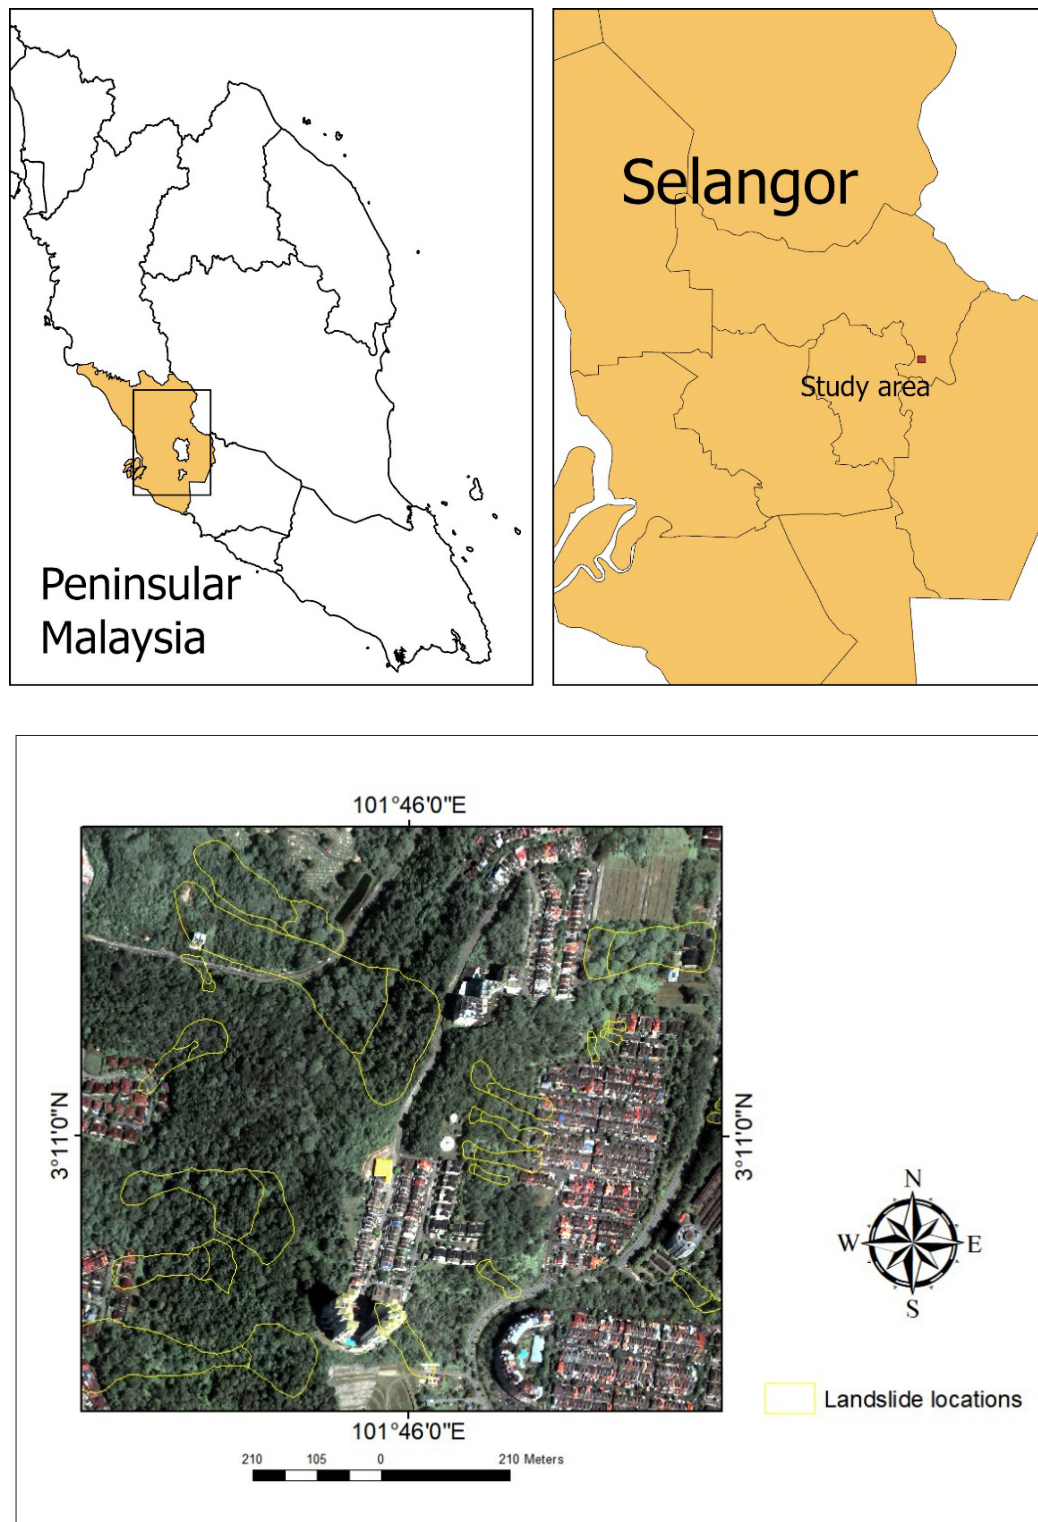 Peninsular
Malaysia
Selangor
Study area
101°46'0"E
3°11'0"N
3°11'0"N
101°46'0"E
210 105 0 210 Meters
N
W E
S
Landslide locations